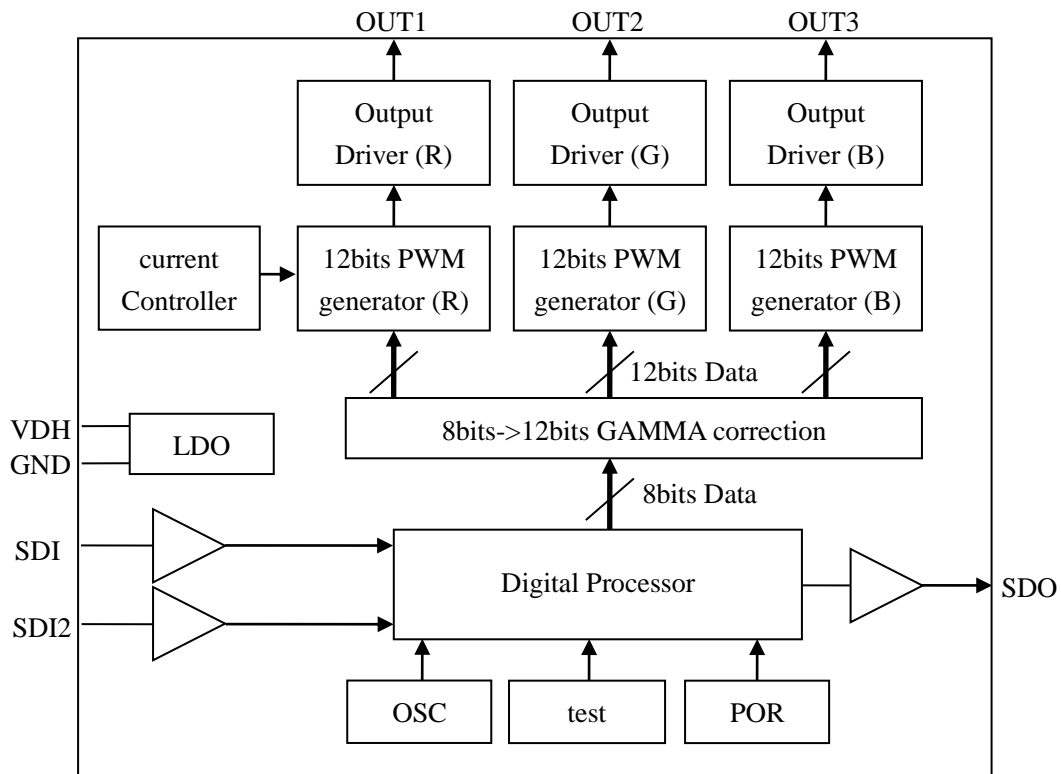 OUT1 OUT2 OUT3
Output
Driver (R)
Output
Driver (G)
Output
Driver (B)
current
Controller
12bits PWM
generator (R)
12bits PWM
generator (G)
12bits PWM
generator (B)
12bits Data
8bits->12bits GAMMA correction
VDH
GND
LDO
8bits Data
SDI
SDI2
Digital Processor
SDO
OSC
test
POR